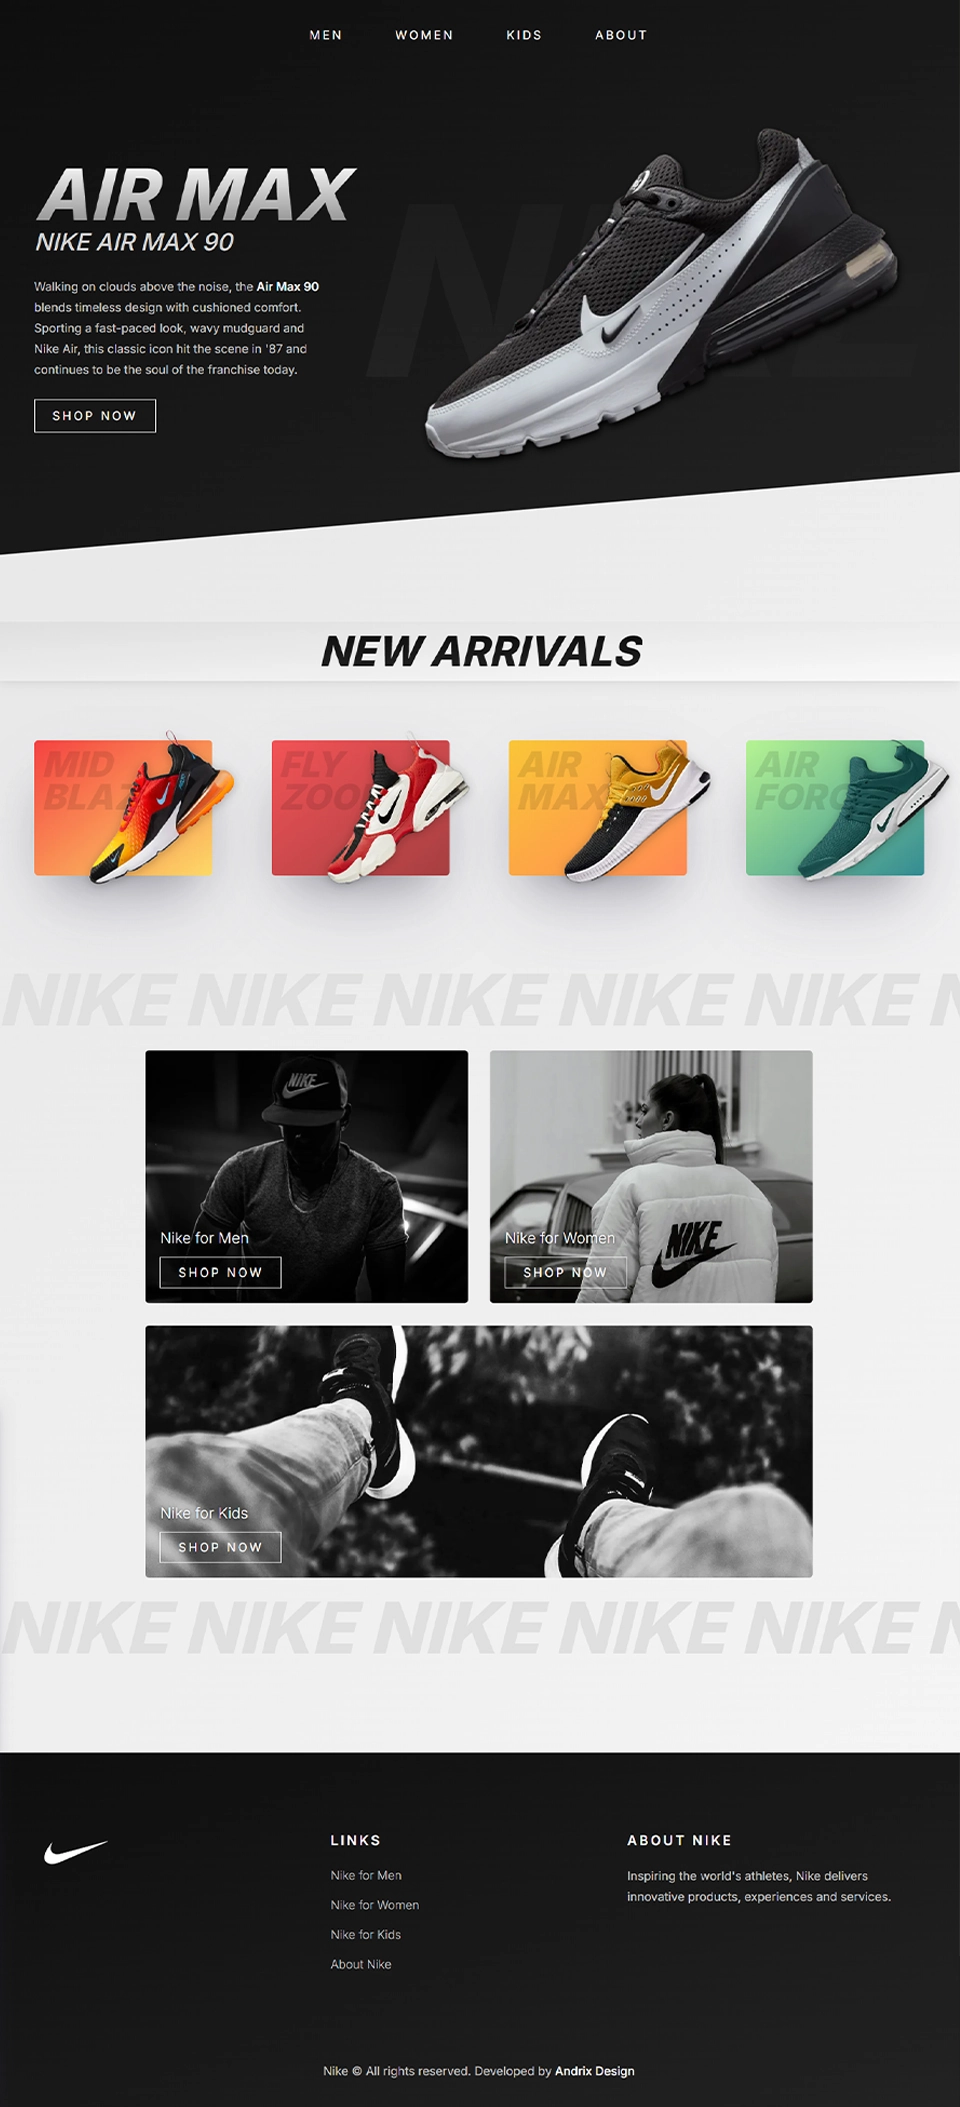 MEN WOMEN KIDS ABOUT
AIR MAX
NIKE AIR MAX 90
Walking on clouds above the noise, the Air Max 90
blends timeless design with cushioned comfort.
Sporting a fast-paced look, wavy mudguard and
Nike Air, this classic icon hit the scene in '87 and
continues to be the soul of the franchise today.
SHOP NOW
NEW ARRIVALS
MID
BLAZ
FLY
ZOO
AIR
MAX
AIR
FORC
NIKE NIKE NIKE NIKE NIKE N
NIKE
Nike for Men
SHOP NOW
NIKE
Nike for Women
SHOP NOW
Nike for Kids
SHOP NOW
NIKE NIKE NIKE NIKE NIKE N
LINKS
Nike for Men
Nike for Women
Nike for Kids
About Nike
ABOUT NIKE
Inspiring the world's athletes, Nike delivers
innovative products, experiences and services.
Nike © All rights reserved. Developed by Andrix Design